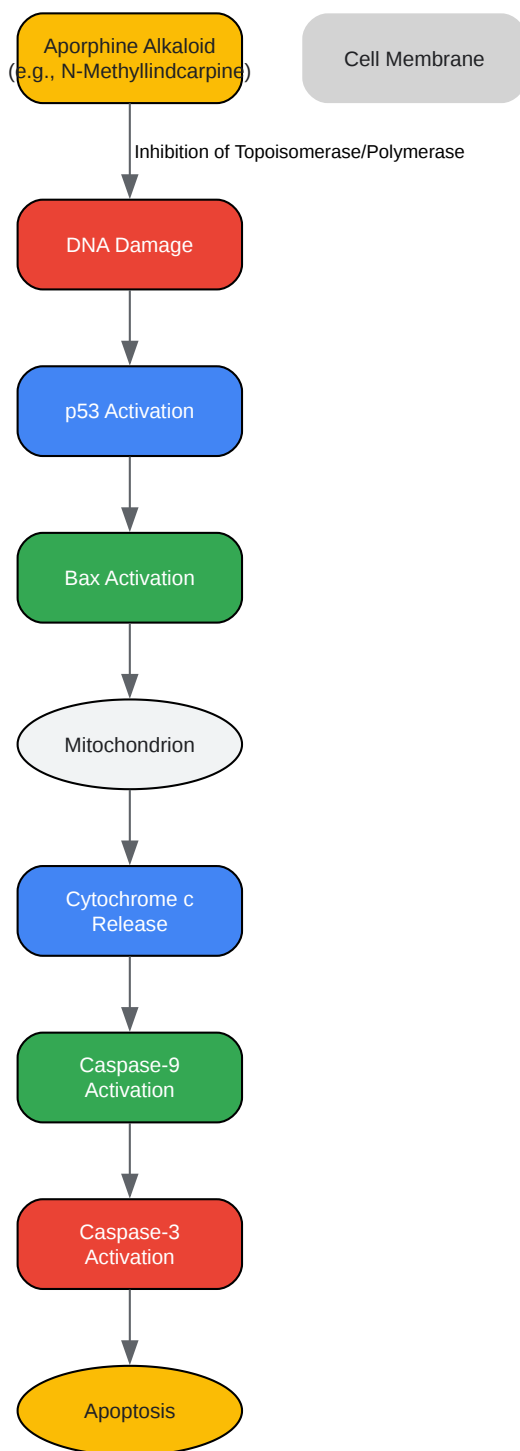 Aporphine Alkaloid
(e.g., N-Methyllindcarpine)
Cell Membrane
Inhibition of Topoisomerase/Polymerase
DNA Damage
p53 Activation
Bax Activation
Mitochondrion
Cytochrome c
Release
Caspase-9
Activation
Caspase-3
Activation
Apoptosis